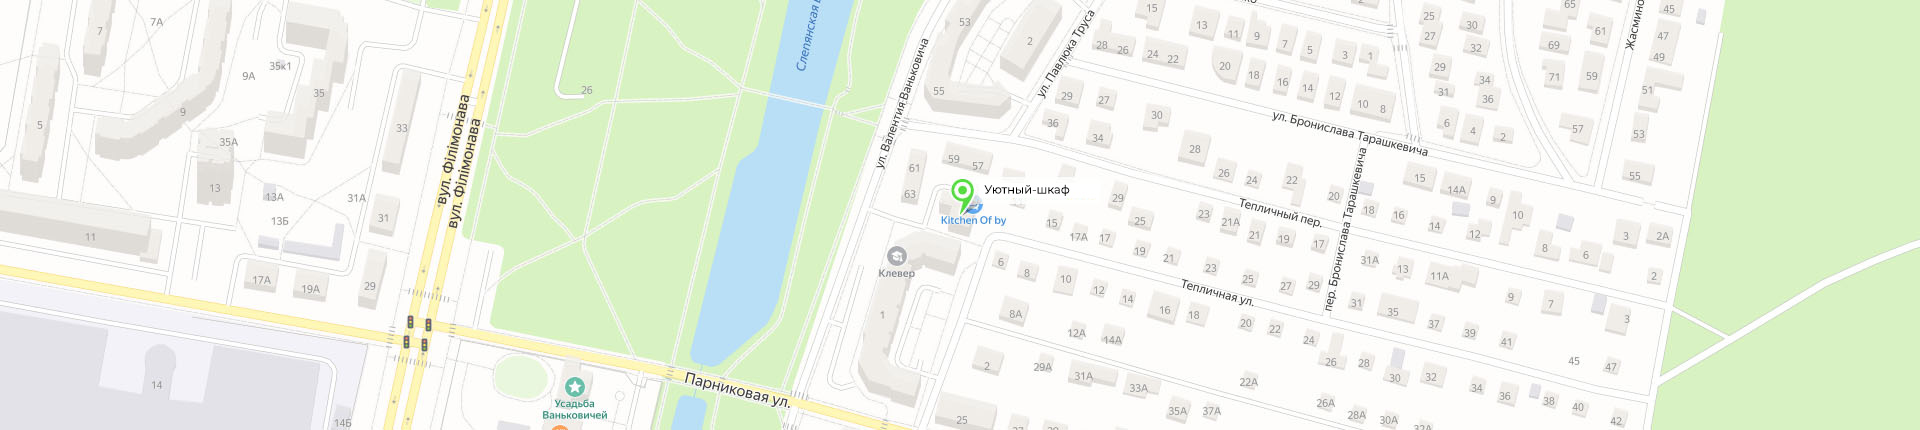 7А
7
5
9
9А
35к1
35
35А
33
13
13А
13Б
31А
31
11
17А
19А
29
14
14Б
вул. Філімонава
вул. Філімонава
26
Слепянская в
53
55
2
ул. Валентия Ваньковича
ул. Павлюка Труса
61
63
59
57
Уютный-шкаф
Kitchen Of by
Клевер
1
Парниковая ул.
Усадьба
Ваньковичей
15
13
11
9
7
5
3
1
28
26
24
22
20
18
16
14
12
10
8
29
27
36
34
30
ул. Бронислава Тарашкевича
25
27
30
32
29
31
34
36
6
4
2
45
47
49
61
69
71
59
51
57
53
55
Жасмино
28
26
24
22
20
Тепличный пер.
29
25
23
21А
21
19
17
пер. Бронислава Тарашкевича
15
14А
18
16
14
12
9
10
8
6
3
2А
2
31А
13
11А
9
7
3
15
17А
17
19
21
23
25
27
29
31
35
37
39
41
45
47
Тепличная ул.
6
8
10
12
14
16
18
20
22
24
26
28
30
32
34
36
38
40
42
8А
12А
14А
2
29А
31А
33А
35А
37А
22А
26А
28А
30А
32А
25
27
29